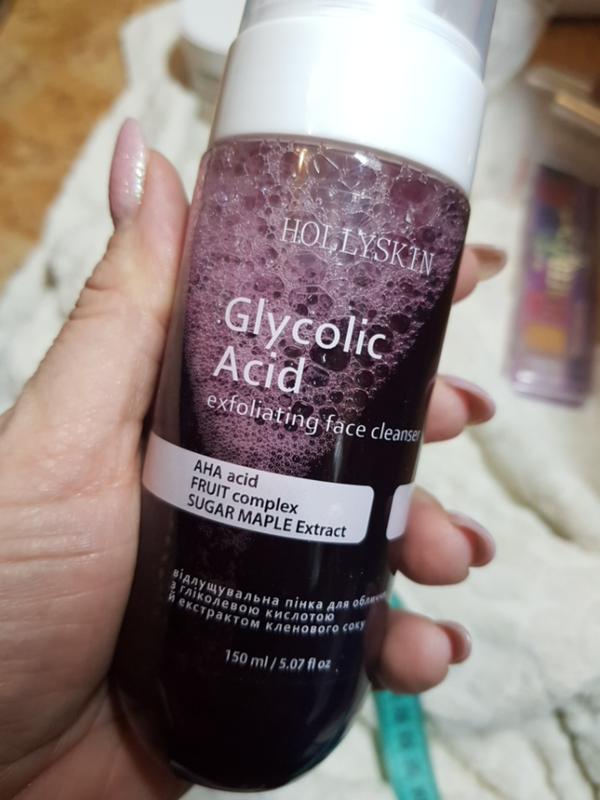 HOLLYSKIN
Glycolic
Acid
exfoliating face cleanser
AHA acid
FRUIT complex
SUGAR MAPLE Extract
відлущувальна пінка для обличчя
з гліколевою кислотою
й екстрактом кленового соку
150 ml / 5.07 fl oz